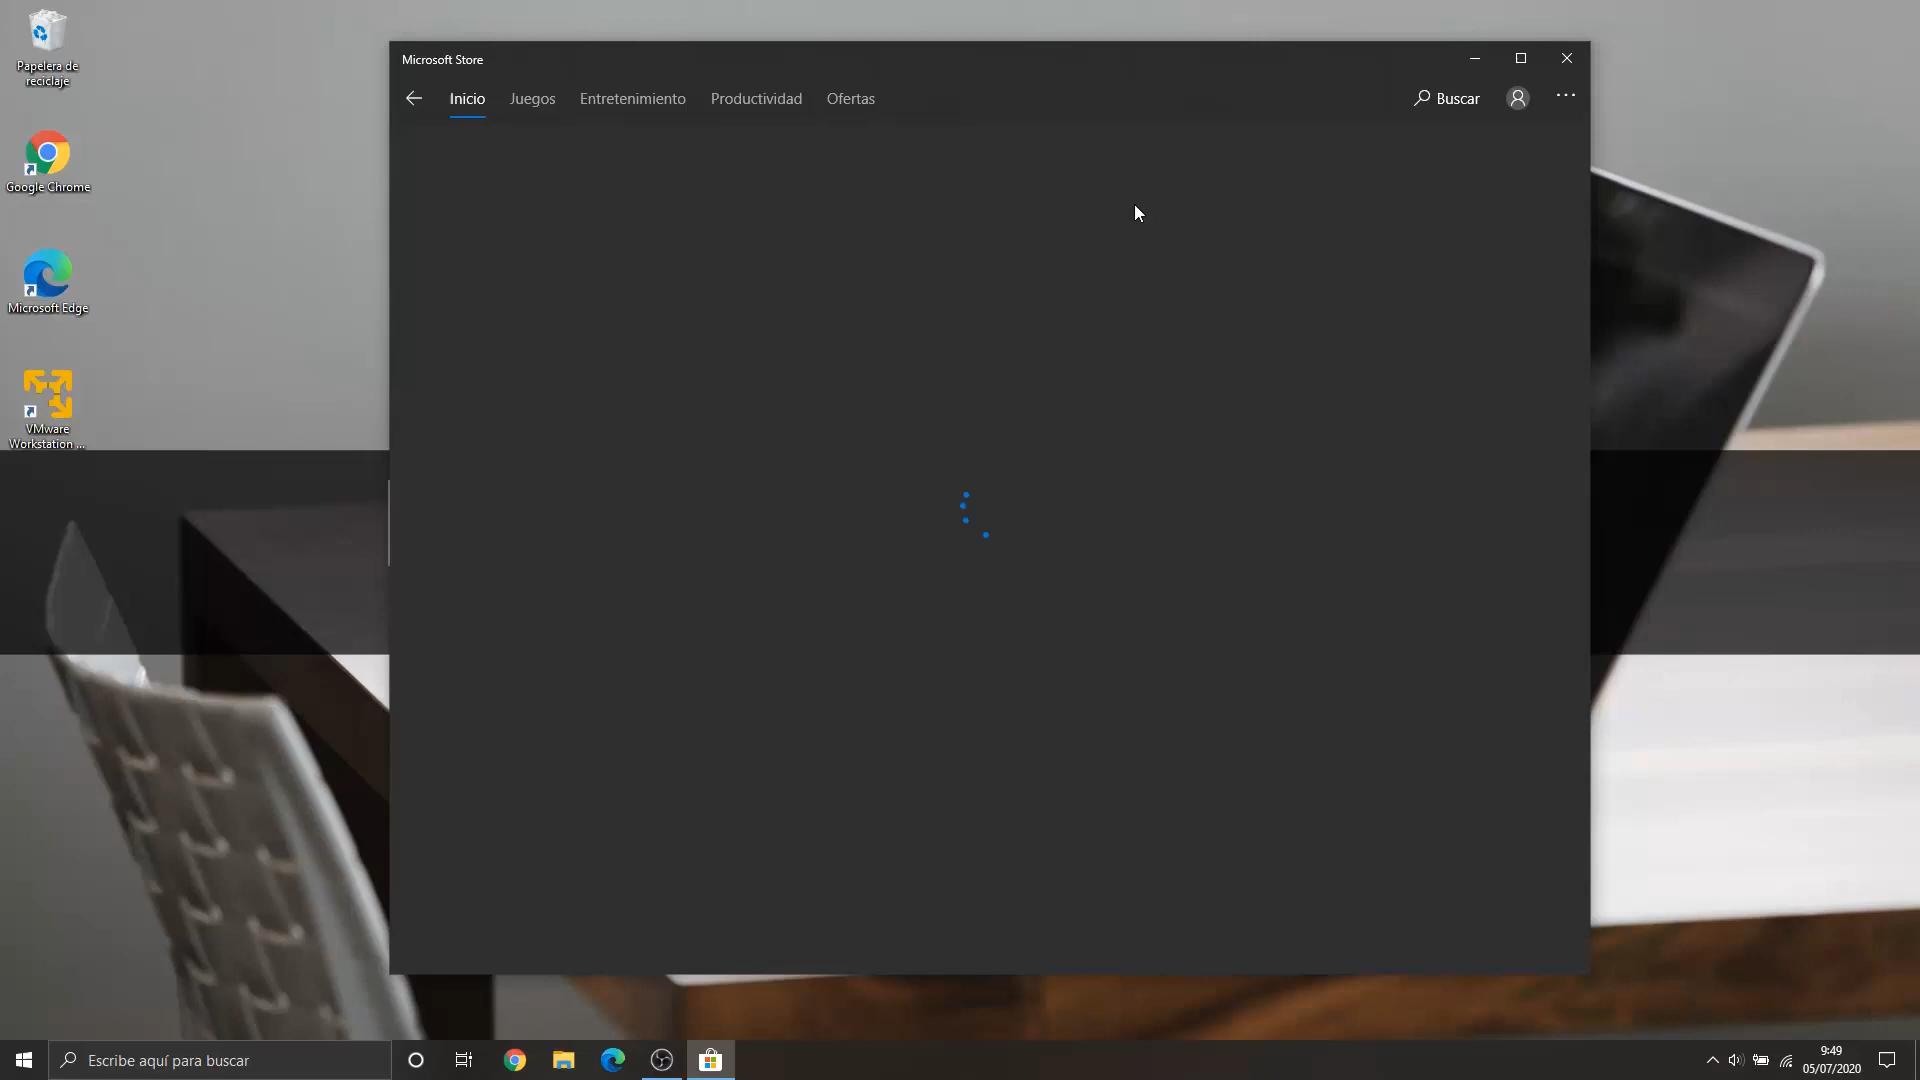 Papelera de
reciclaje
Google Chrome
Microsoft Edge
VMware
Workstation ...
Microsoft Store
Inicio
Juegos
Entretenimiento
Productividad
Ofertas
Buscar
Escribe aquí para buscar
9:49
05/07/2020